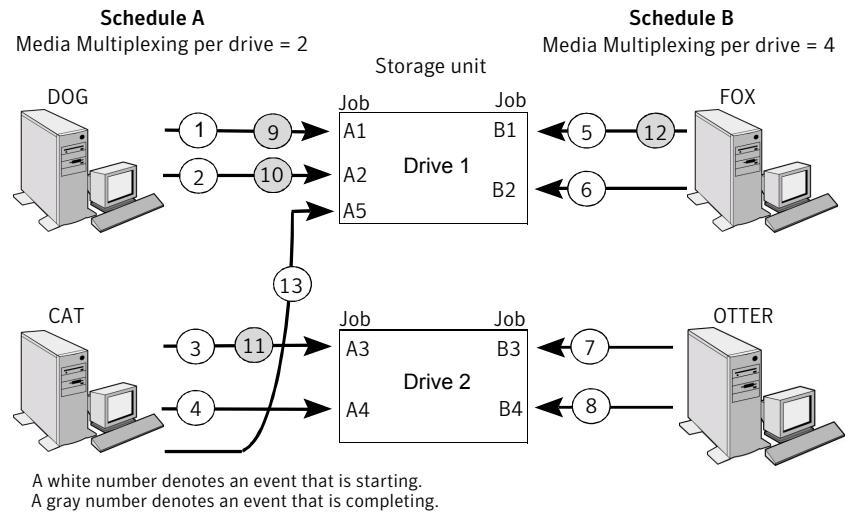 Schedule A
Media Multiplexing per drive = 2
Schedule B
Media Multiplexing per drive = 4
Storage unit
DOG
Job
Job
FOX
1
9
A1
B1
5
12
Drive 1
2
10
A2
B2
6
A5
13
CAT
Job
Job
OTTER
3
11
A3
B3
7
Drive 2
4
A4
B4
8
A white number denotes an event that is starting.
A gray number denotes an event that is completing.